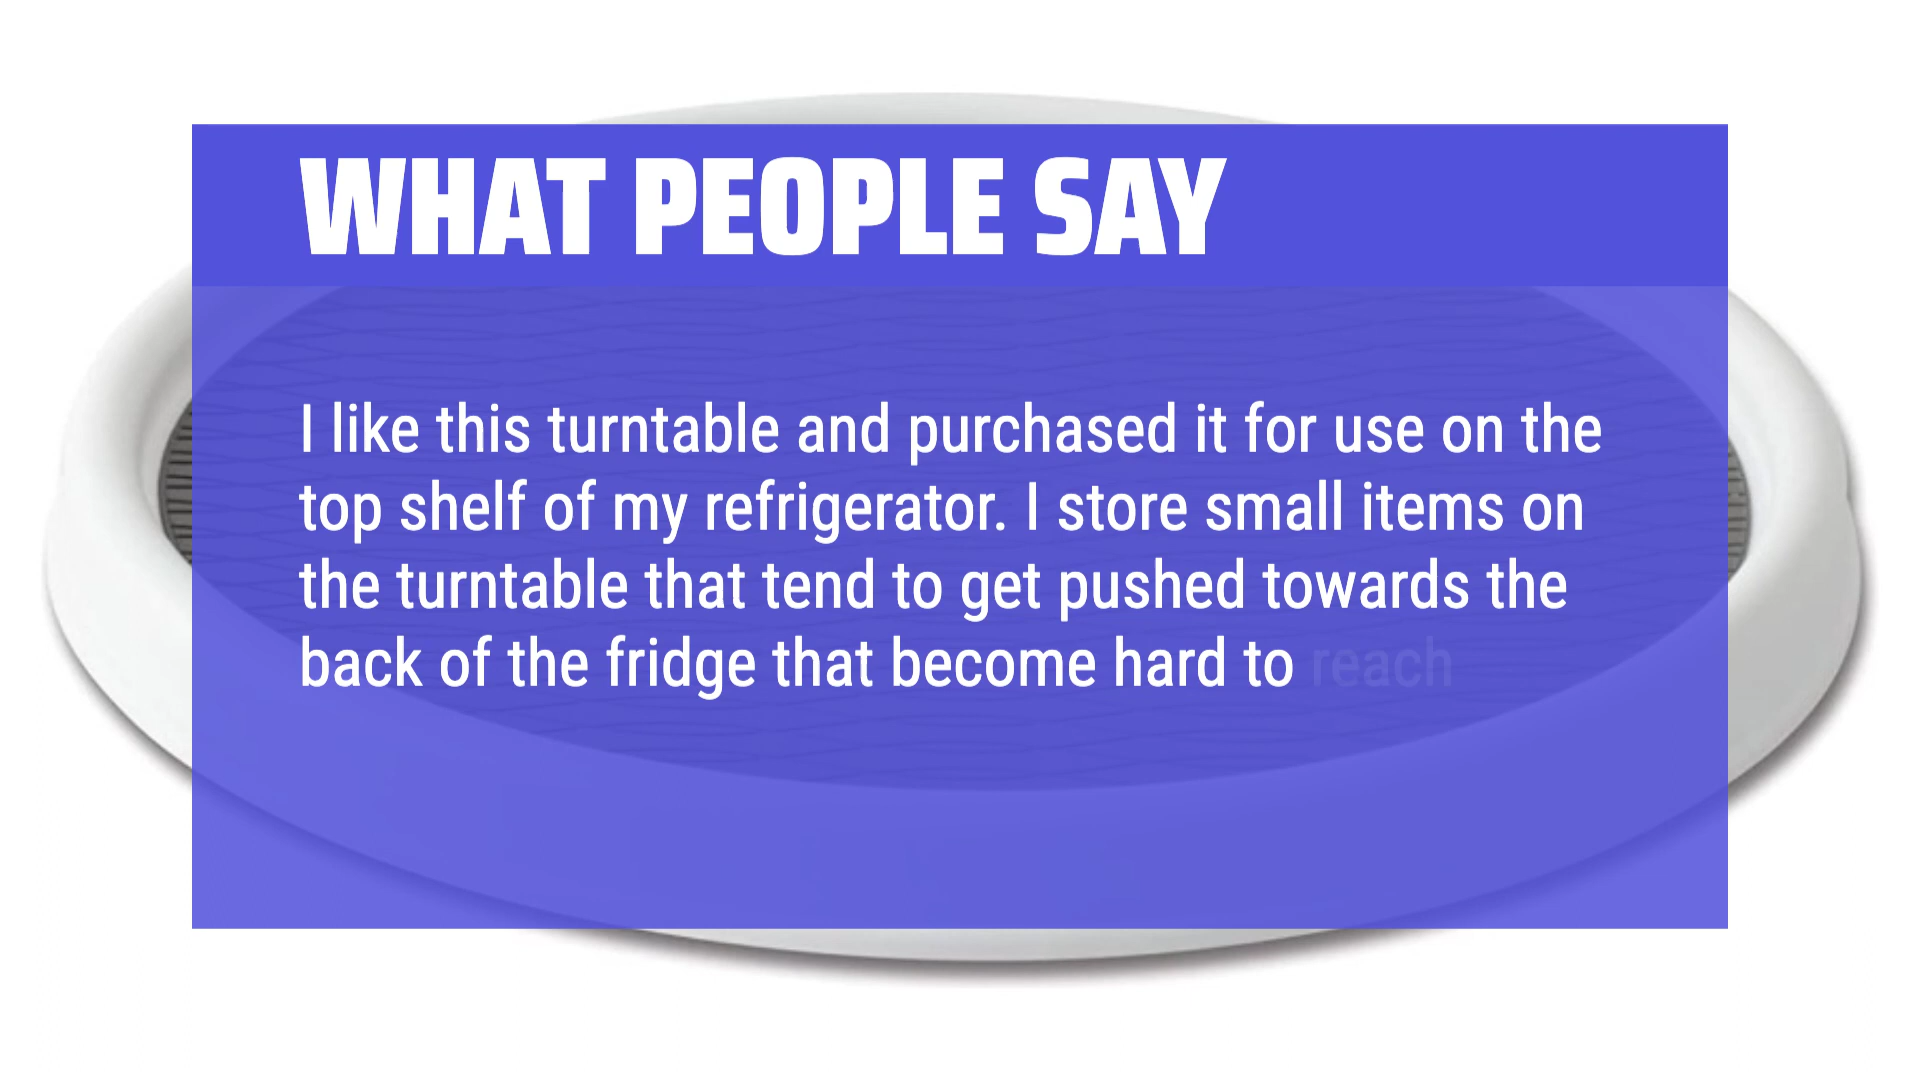 WHAT PEOPLE SAY
I like this turntable and purchased it for use on the
top shelf of my refrigerator. I store small items on
the turntable that tend to get pushed towards the
back of the fridge that become hard to reach